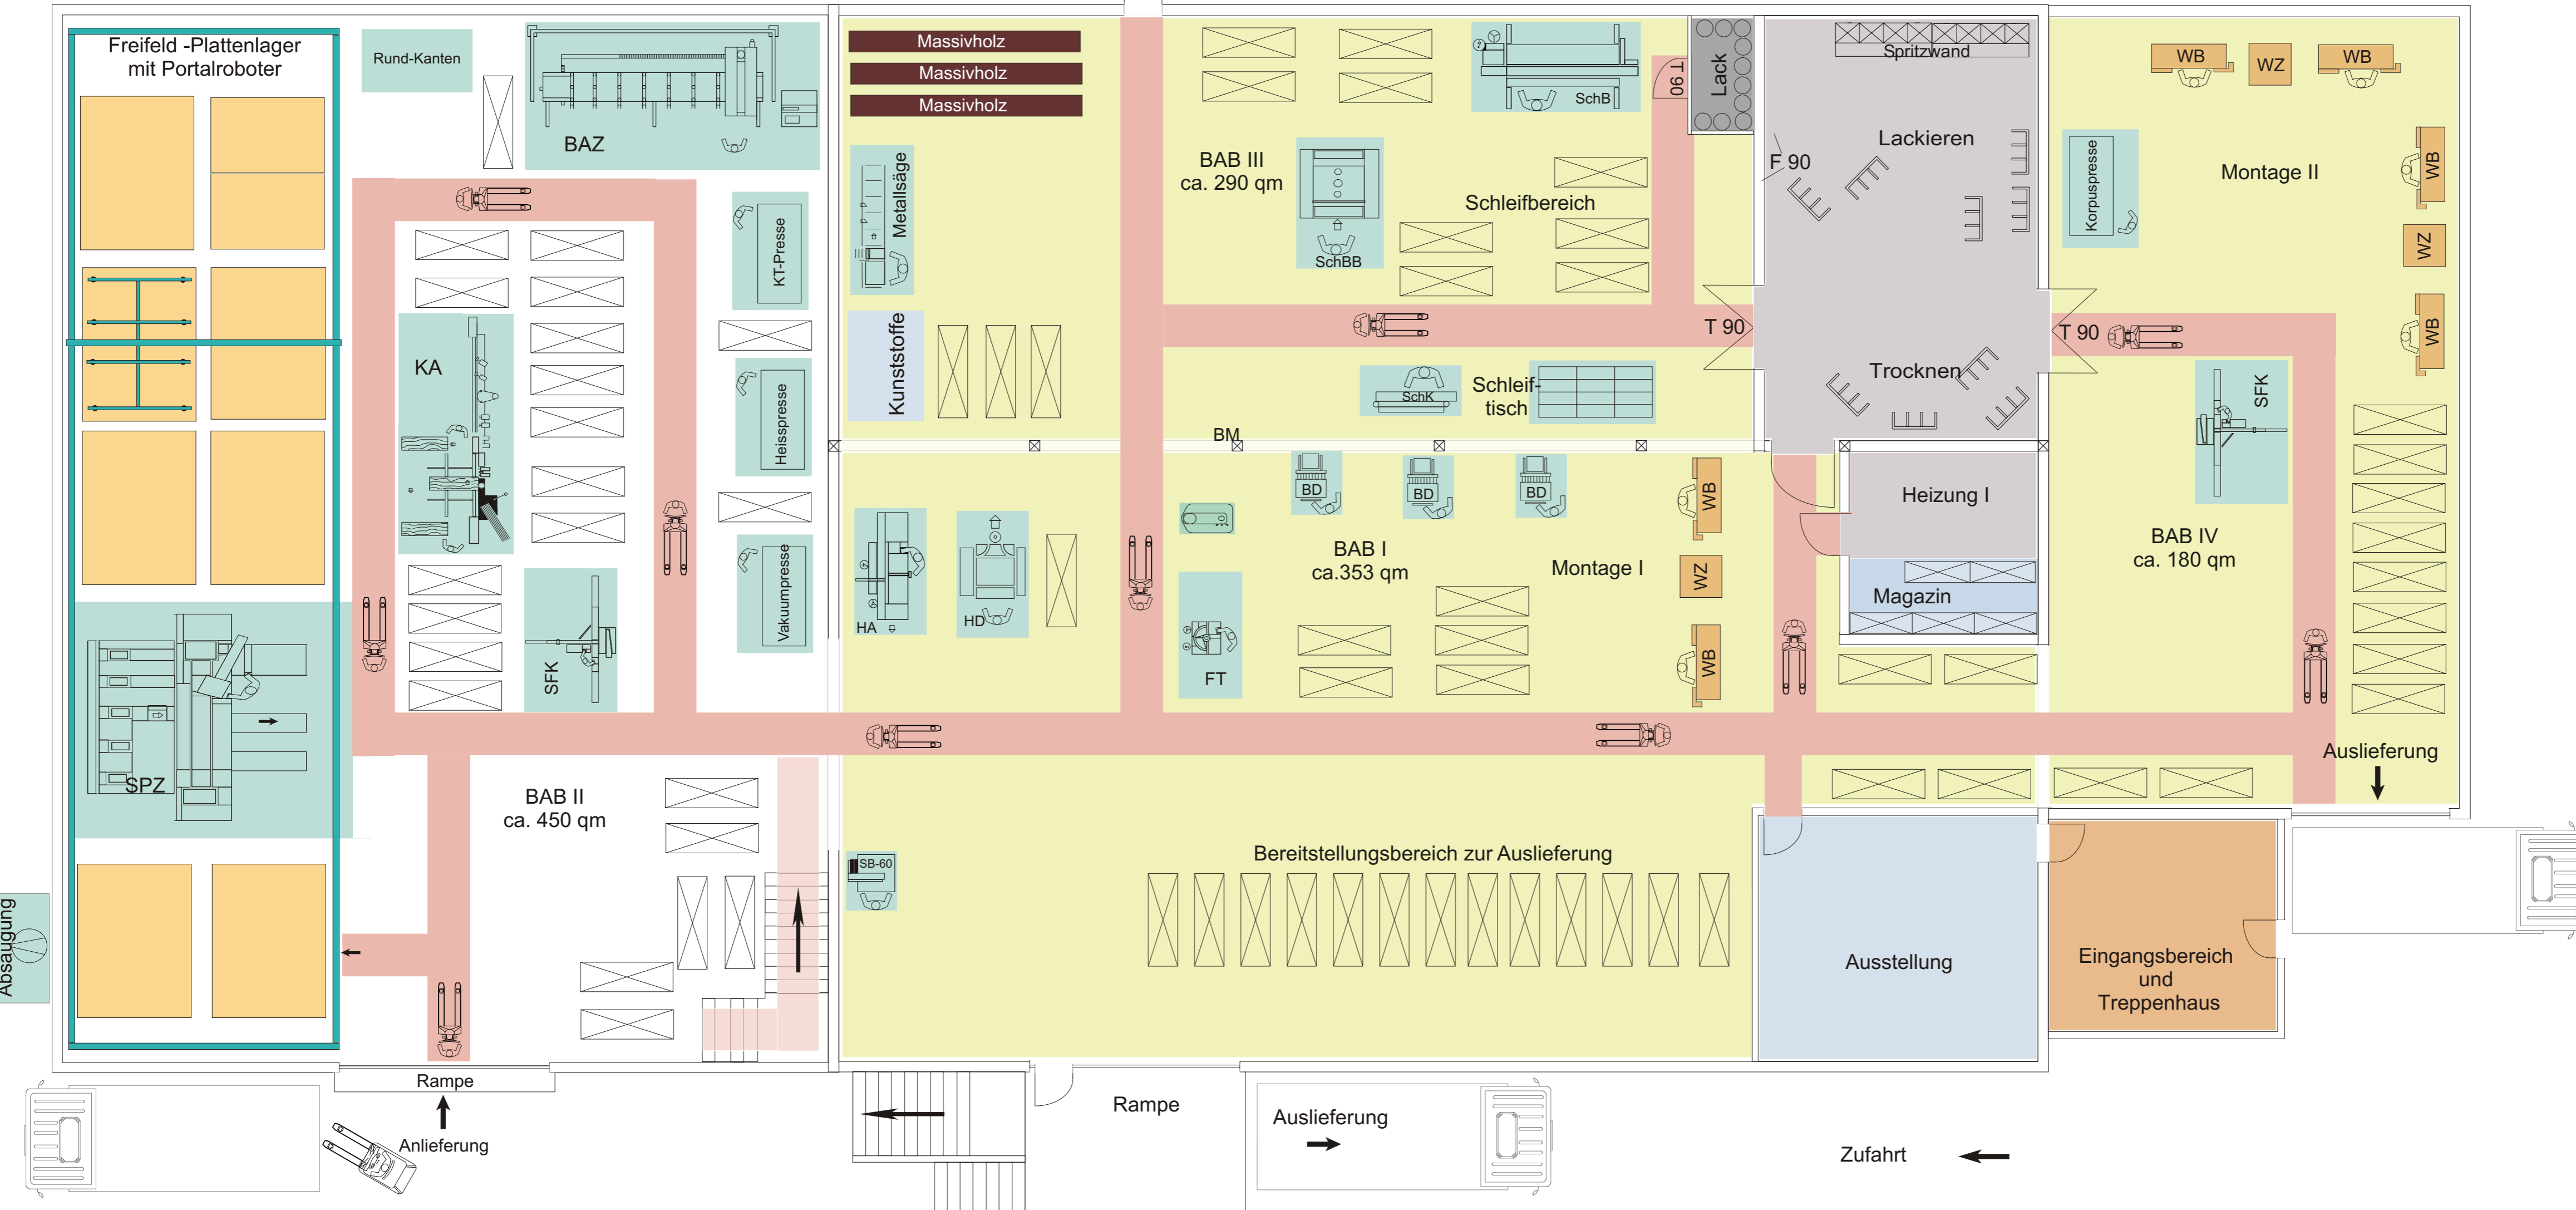 Freifeld -Plattenlager
mit Portalroboter
Rund-Kanten
BAZ
KT-Presse
KA
Heisspresse
SFK
Vakuumpresse
SPZ
BAB II
ca. 450 qm
Absaugung
Rampe
Anlieferung
Massivholz
Massivholz
Massivholz
Metallsäge
Kunststoffe
HA
HD
SB-60
BAB III
ca. 290 qm
SchB
SchBB
Schleifbereich
T 90
Lack
SchK
Schleif-
tisch
BM
BD
BD
BD
FT
BAB I
ca.353 qm
Montage I
WB
WZ
WB
Bereitstellungsbereich zur Auslieferung
Rampe
Auslieferung
Spritzwand
Lackieren
F 90
T 90
T 90
Trocknen
Heizung I
Magazin
Ausstellung
WB
WZ
WB
Korpuspresse
Montage II
WB
WZ
WB
SFK
BAB IV
ca. 180 qm
Auslieferung
Eingangsbereich
und
Treppenhaus
Zufahrt